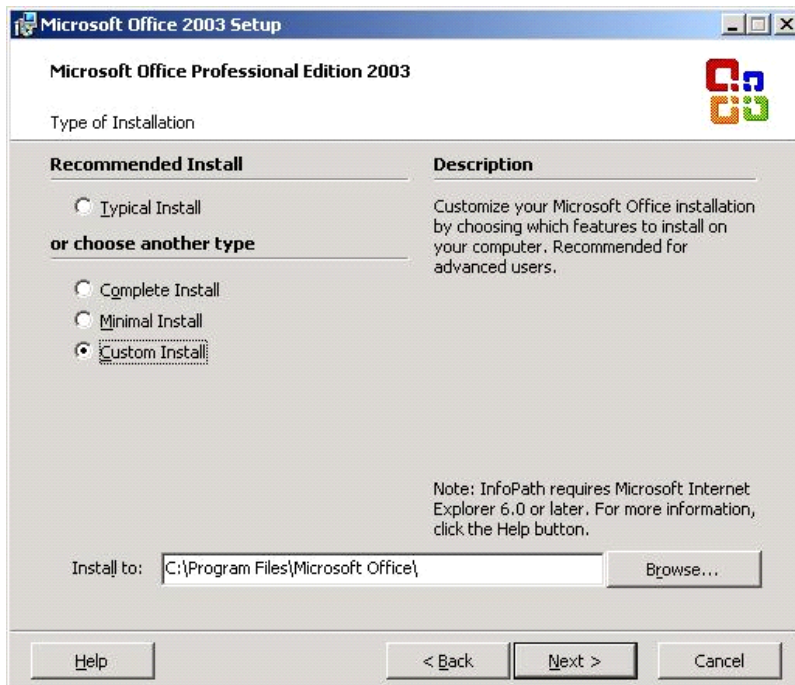 Microsoft Office 2003 Setup
Microsoft Office Professional Edition 2003
Type of Installation
Recommended Install
Typical Install
or choose another type
Complete Install
Minimal Install
Custom Install
Description
Customize your Microsoft Office installation
by choosing which features to install on
your computer. Recommended for
advanced users.
Note: InfoPath requires Microsoft Internet
Explorer 6.0 or later. For more information,
click the Help button.
Install to: C:\Program Files\Microsoft Office\ Browse...
Help < Back Next > Cancel